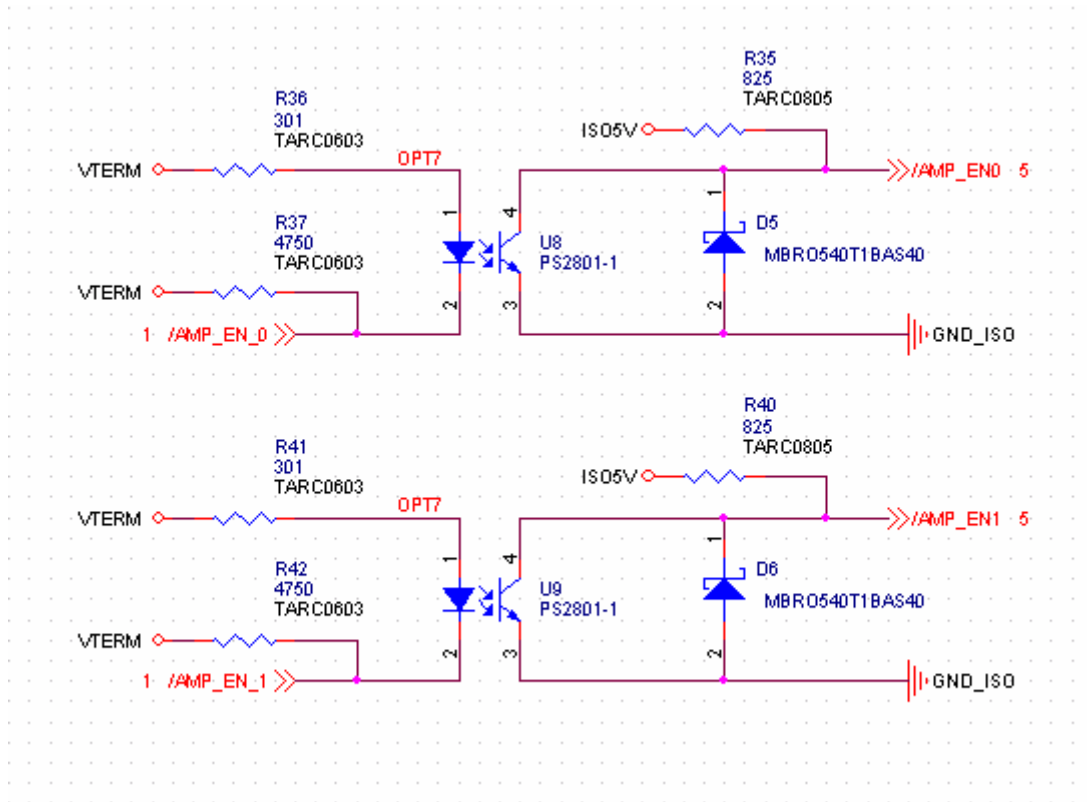 R35
825
TARC0805
R36
301
TARC0603
ISO5V
VTERM
OPT7
/AMP_EN0 5
1
4
1
R37
4750
TARC0603
U8
PS2801-1
D5
MBRO540T1BAS40
VTERM
2
3
2
1 /AMP_EN_0
GND_ISO
R40
825
TARC0805
R41
301
TARC0603
ISO5V
VTERM
OPT7
/AMP_EN1 5
1
4
1
R42
4750
TARC0603
U9
PS2801-1
D6
MBRO540T1BAS40
VTERM
2
3
2
1 /AMP_EN_1
GND_ISO